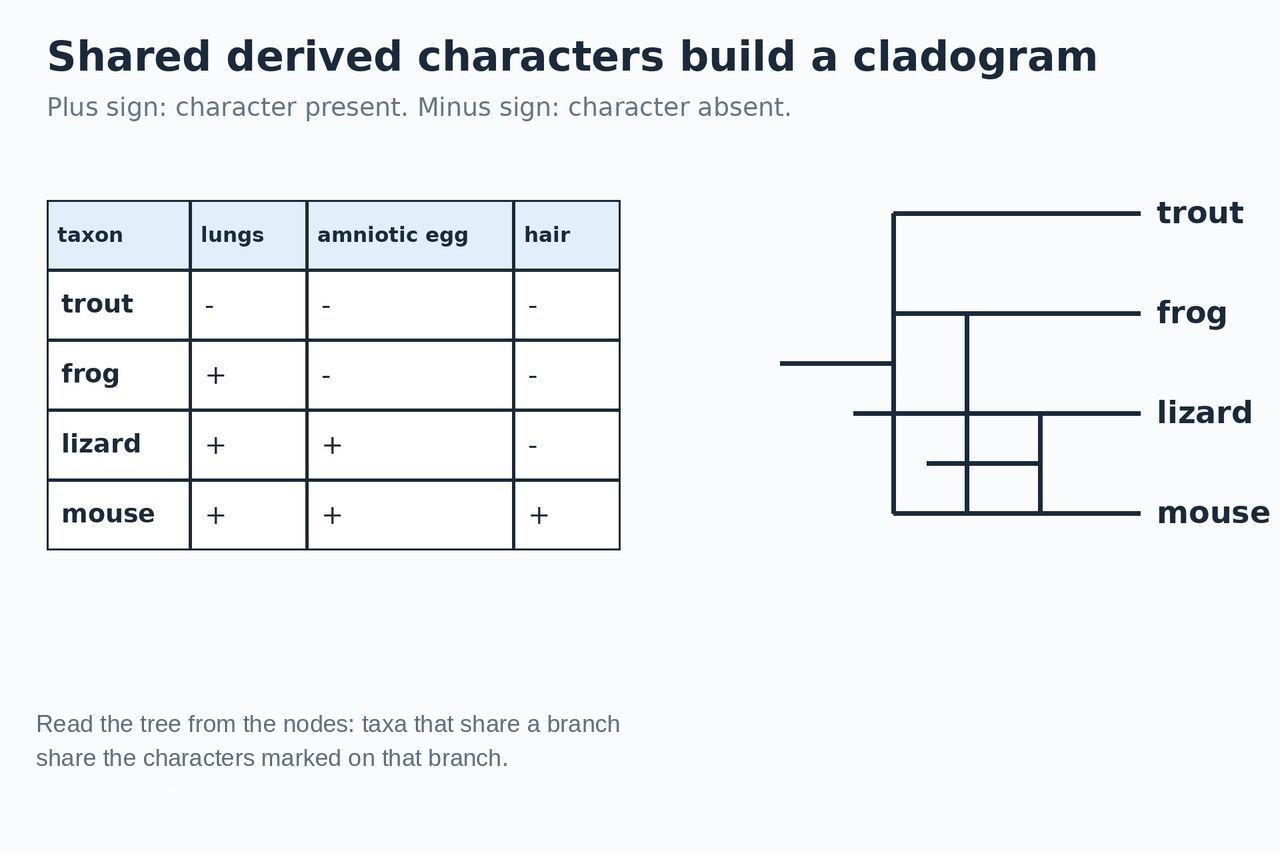 Shared derived characters build a cladogram
Plus sign: character present. Minus sign: character absent.
taxon lungs amniotic egg hair
trout - - -
frog + - -
lizard + + -
mouse + + +
trout
frog
lizard
mouse
Read the tree from the nodes: taxa that share a branch
share the characters marked on that branch.